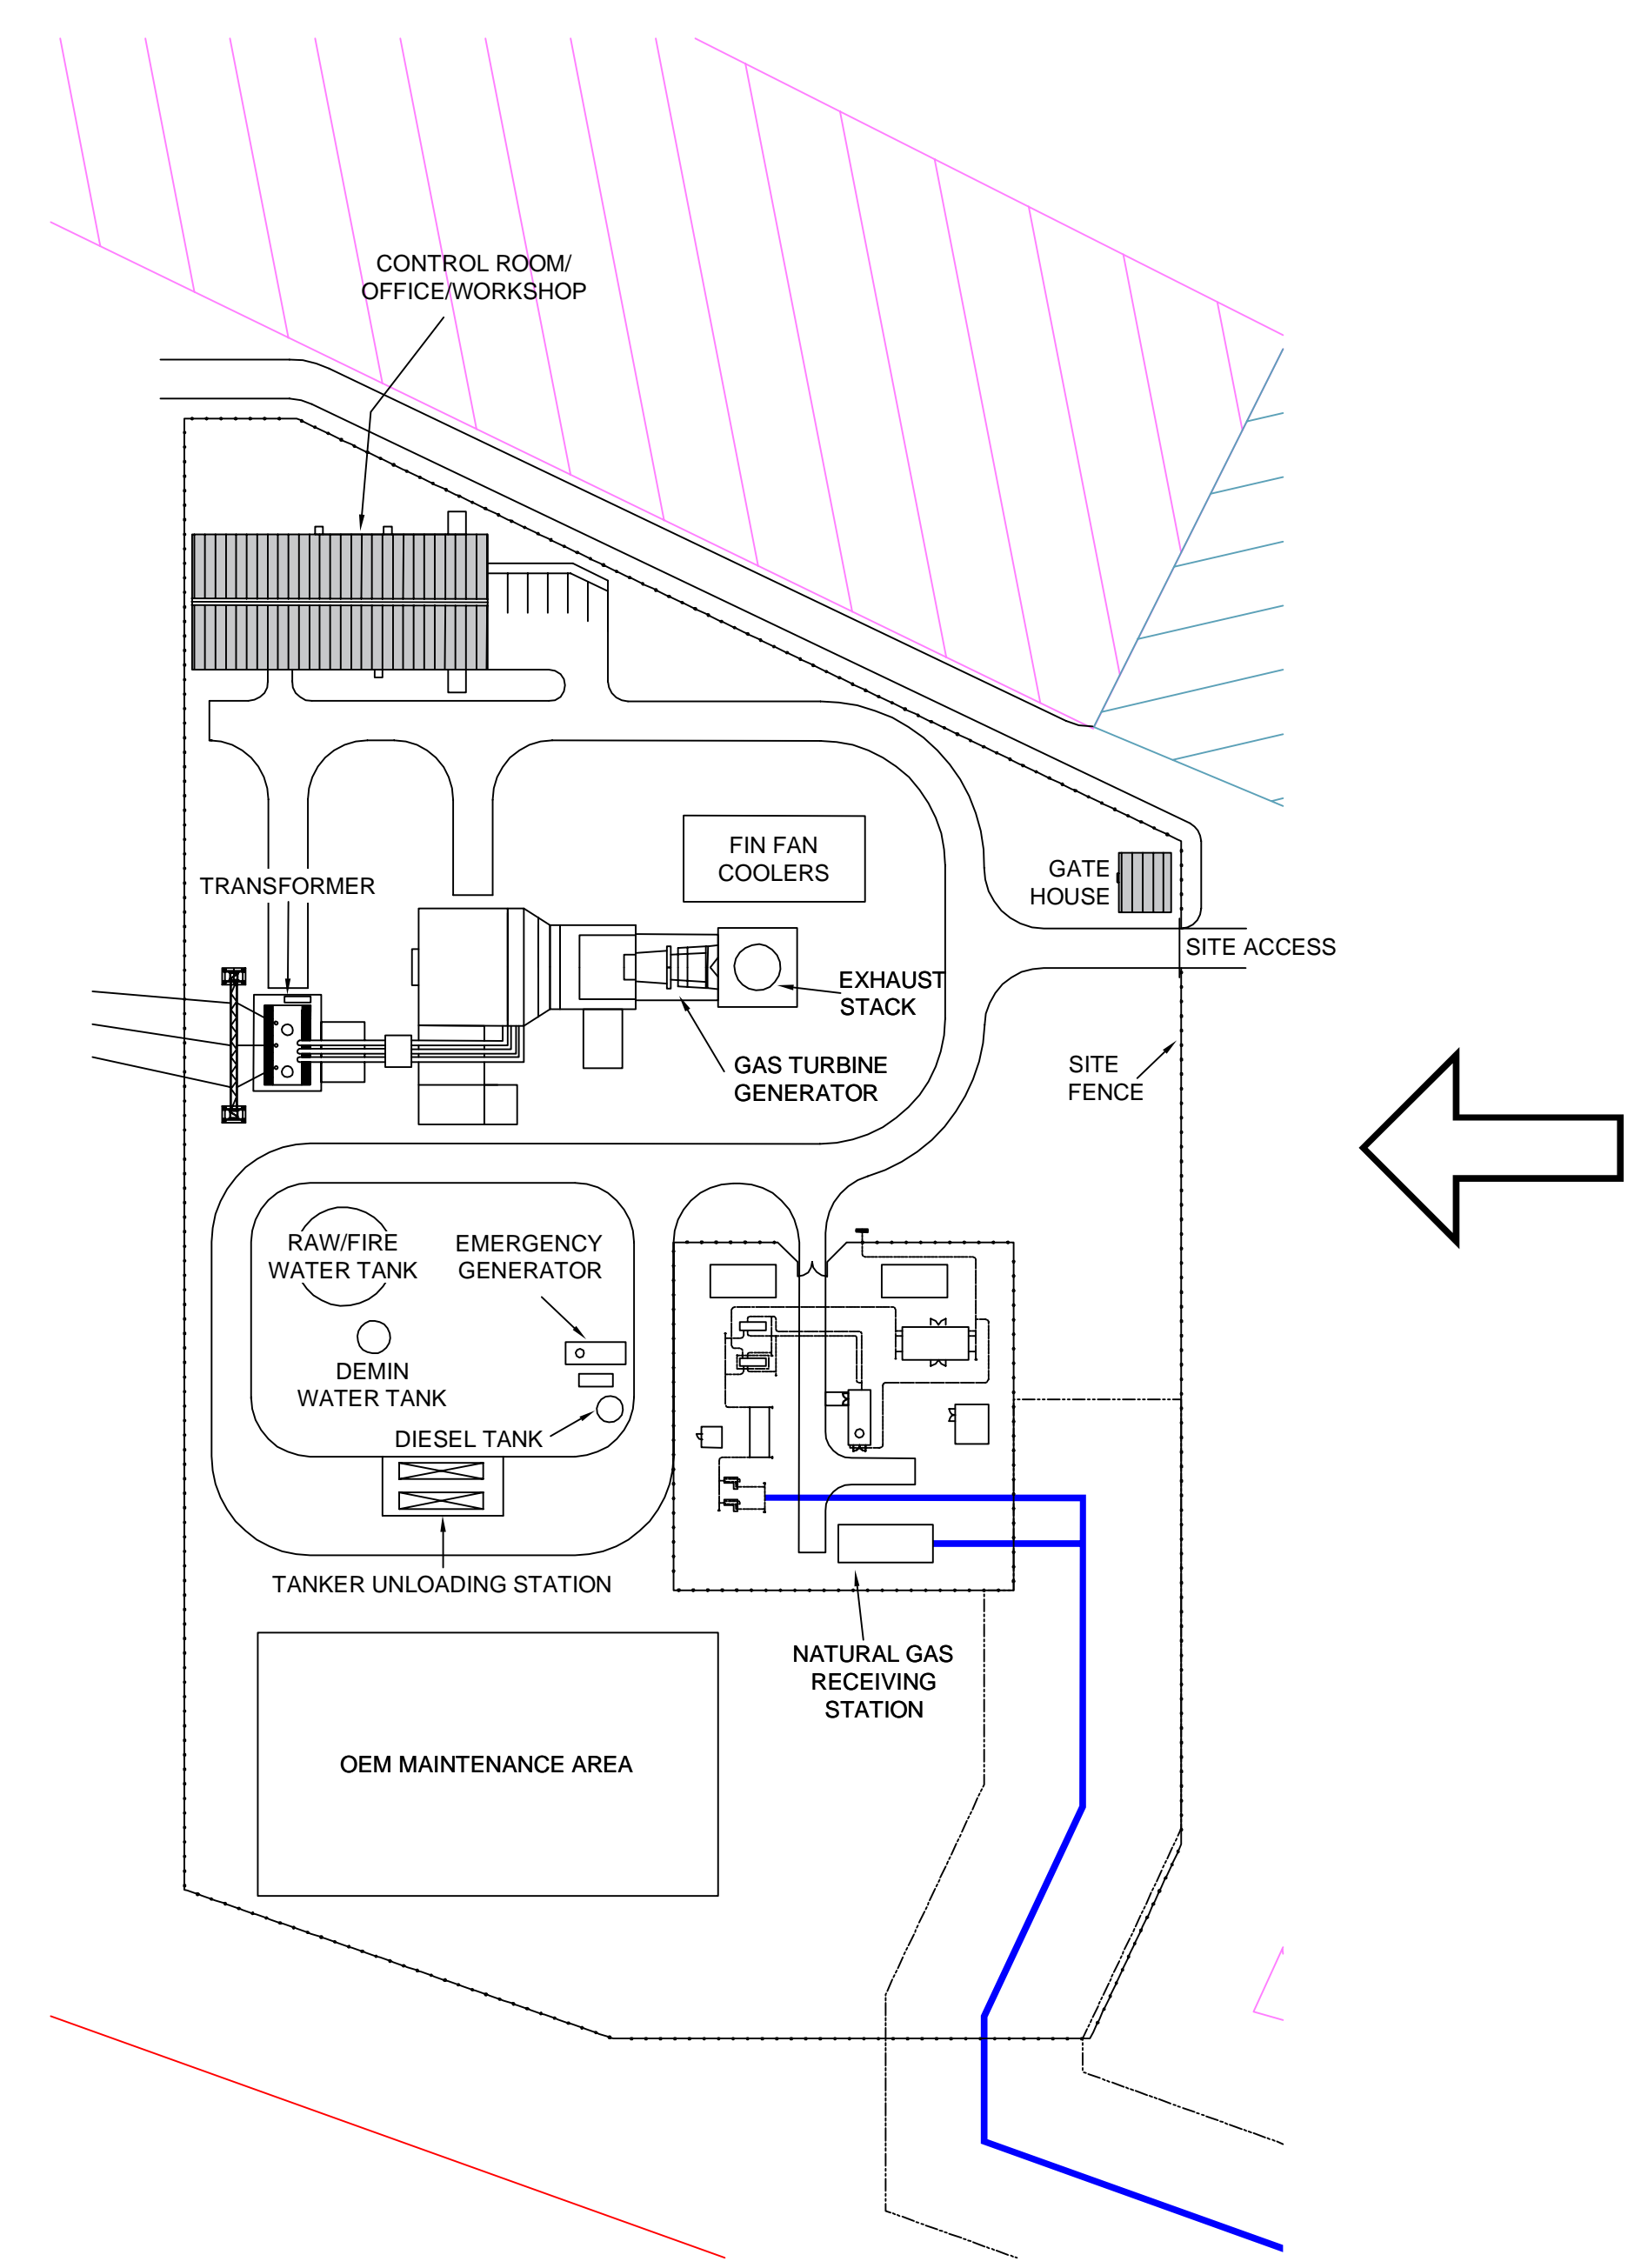 CONTROL ROOM/
OFFICE/WORKSHOP
FIN FAN
COOLERS
GATE
HOUSE
TRANSFORMER
SITE ACCESS
EXHAUST
STACK
GAS TURBINE
GENERATOR
SITE
FENCE
RAW/FIRE
WATER TANK
EMERGENCY
GENERATOR
DEMIN
WATER TANK
DIESEL TANK
TANKER UNLOADING STATION
NATURAL GAS
RECEIVING
STATION
OEM MAINTENANCE AREA